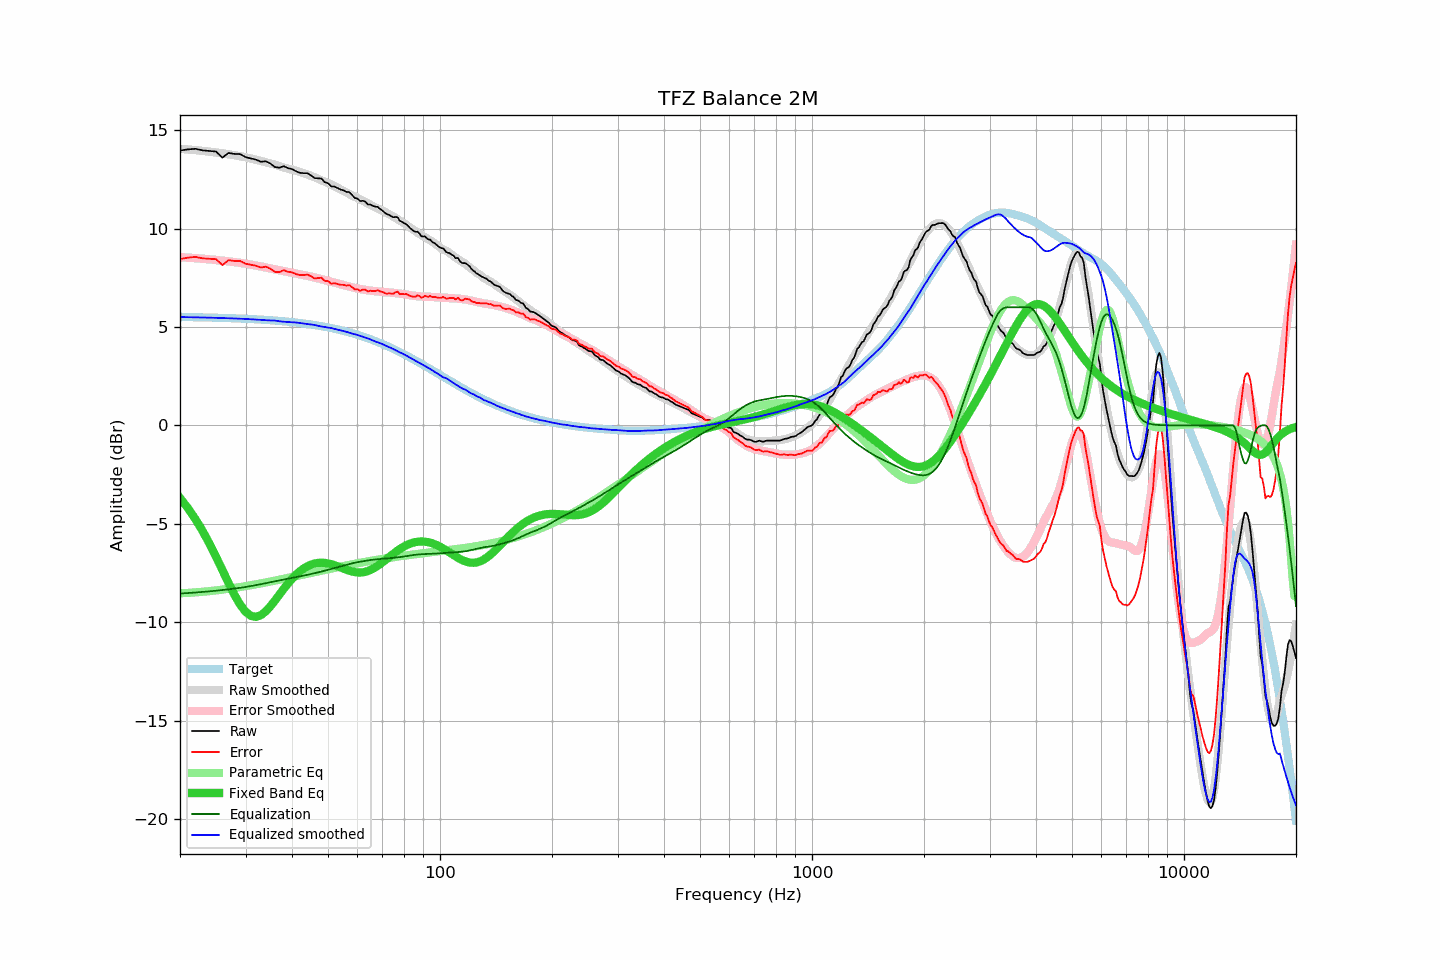 TFZ Balance 2M
15
10
5
0
−5
−10
−15
−20
Amplitude (dBr)
Target
Raw Smoothed
Error Smoothed
Raw
Error
Parametric Eq
Fixed Band Eq
Equalization
Equalized smoothed
100
1000
10000
Frequency (Hz)